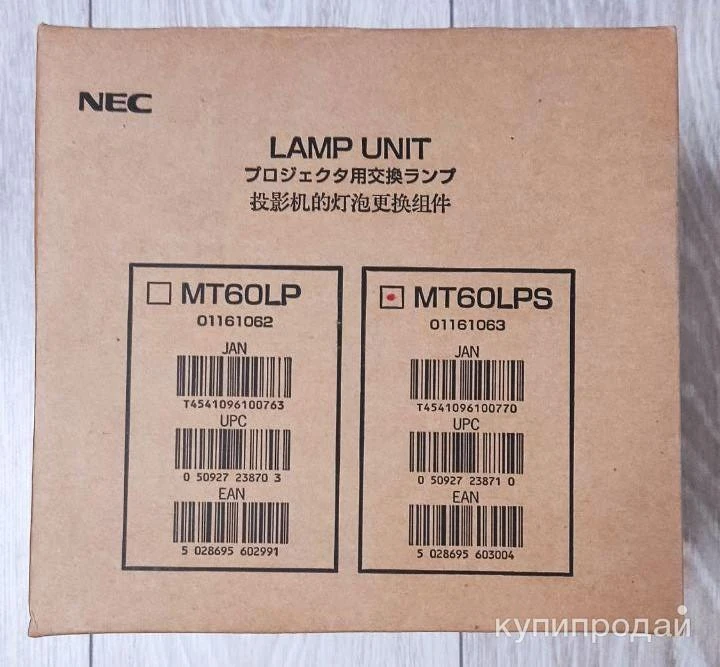 NEC
LAMP UNIT
プロジェクタ用交換ランプ
投影机的灯泡更换组件
MT60LP
01161062
JAN
T4541096100763
UPC
0 50927 23870 3
EAN
5 028695 602991
MT60LPS
01161063
JAN
T4541096100770
UPC
0 50927 23871 0
EAN
5 028695 603004
купипродай